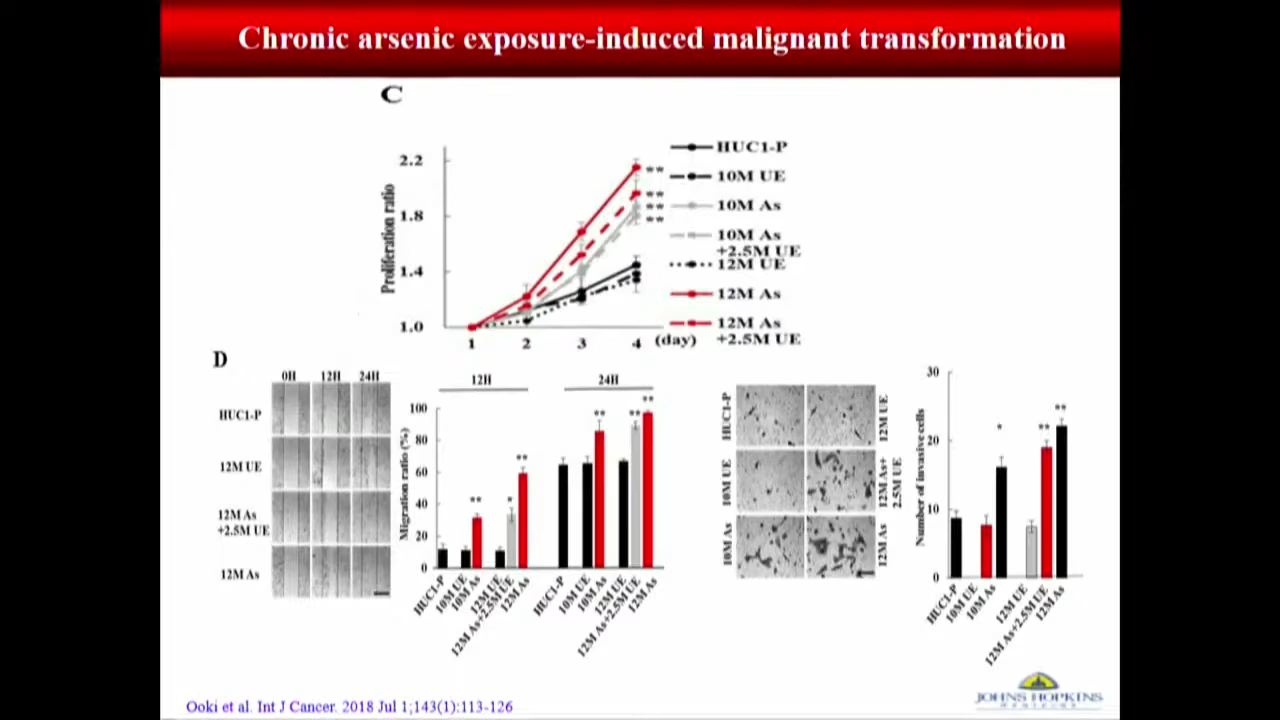 Chronic arsenic exposure-induced malignant transformation
C
Proliferation ratio
2.2
1.8
1.4
1.0
1
2
3
4
(day)
**
**
**
**
HUC1-P
10M UE
10M As
10M As
+2.5M UE
12M UE
12M As
12M As
+2.5M UE
D
0H
12H
24H
HUC1-P
12M UE
12M As
+2.5M UE
12M As
12H
24H
Migration ratio (%)
100
80
60
40
20
0
**
*
**
**
**
**
HUC1-P
10M UE
10M As
12M UE
12M As+2.5M UE
12M As
HUC1-P
10M UE
10M As
12M UE
12M As+2.5M UE
12M As
HUC1-P
10M UE
10M As
12M UE
12M As+
2.5M UE
12M As
Number of invasive cells
30
20
10
0
*
**
**
HUC1-P
10M UE
10M As
12M UE
12M As+2.5M UE
12M As
Ooki et al. Int J Cancer. 2018 Jul 1;143(1):113-126
JOHNS HOPKINS
MEDICINE